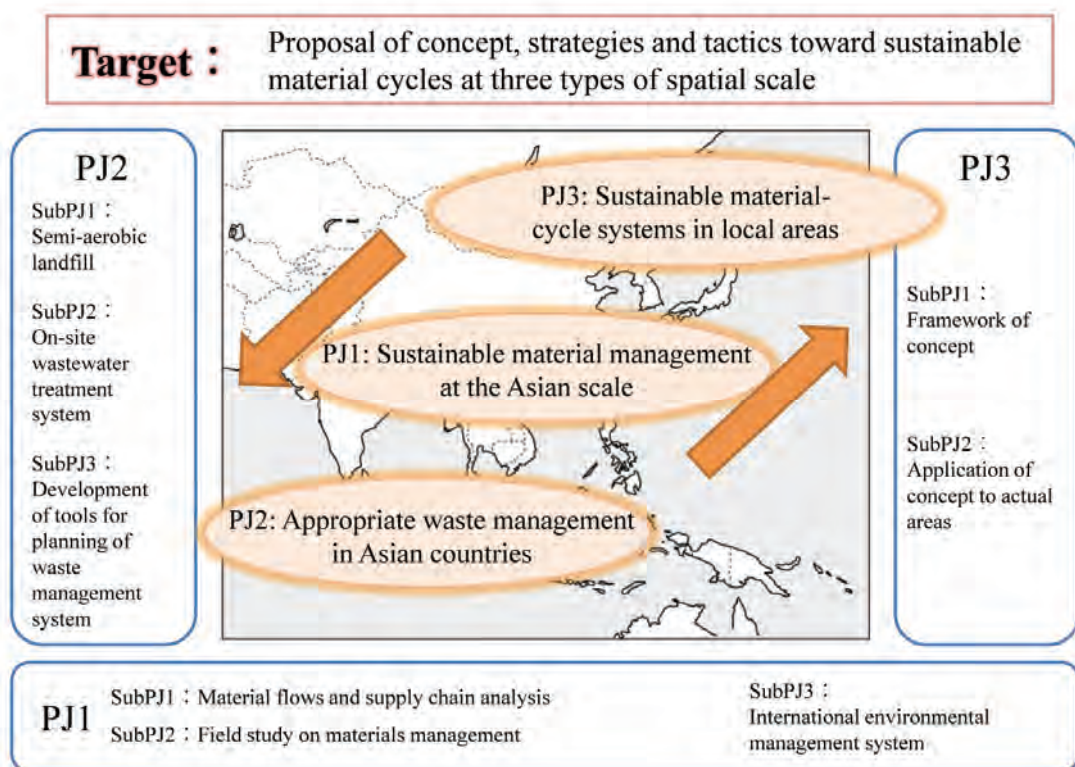 Target：
Proposal of concept, strategies and tactics toward sustainable
material cycles at three types of spatial scale
PJ2
SubPJ1：
Semi-aerobic
landfill
SubPJ2：
On-site
wastewater
treatment
system
SubPJ3：
Development
of tools for
planning of
waste
management
system
PJ3: Sustainable material-
cycle systems in local areas
PJ1: Sustainable material management
at the Asian scale
PJ2: Appropriate waste management
in Asian countries
PJ3
SubPJ1：
Framework of
concept
SubPJ2：
Application of
concept to actual
areas
PJ1
SubPJ1：Material flows and supply chain analysis
SubPJ2：Field study on materials management
SubPJ3：
International environmental
management system